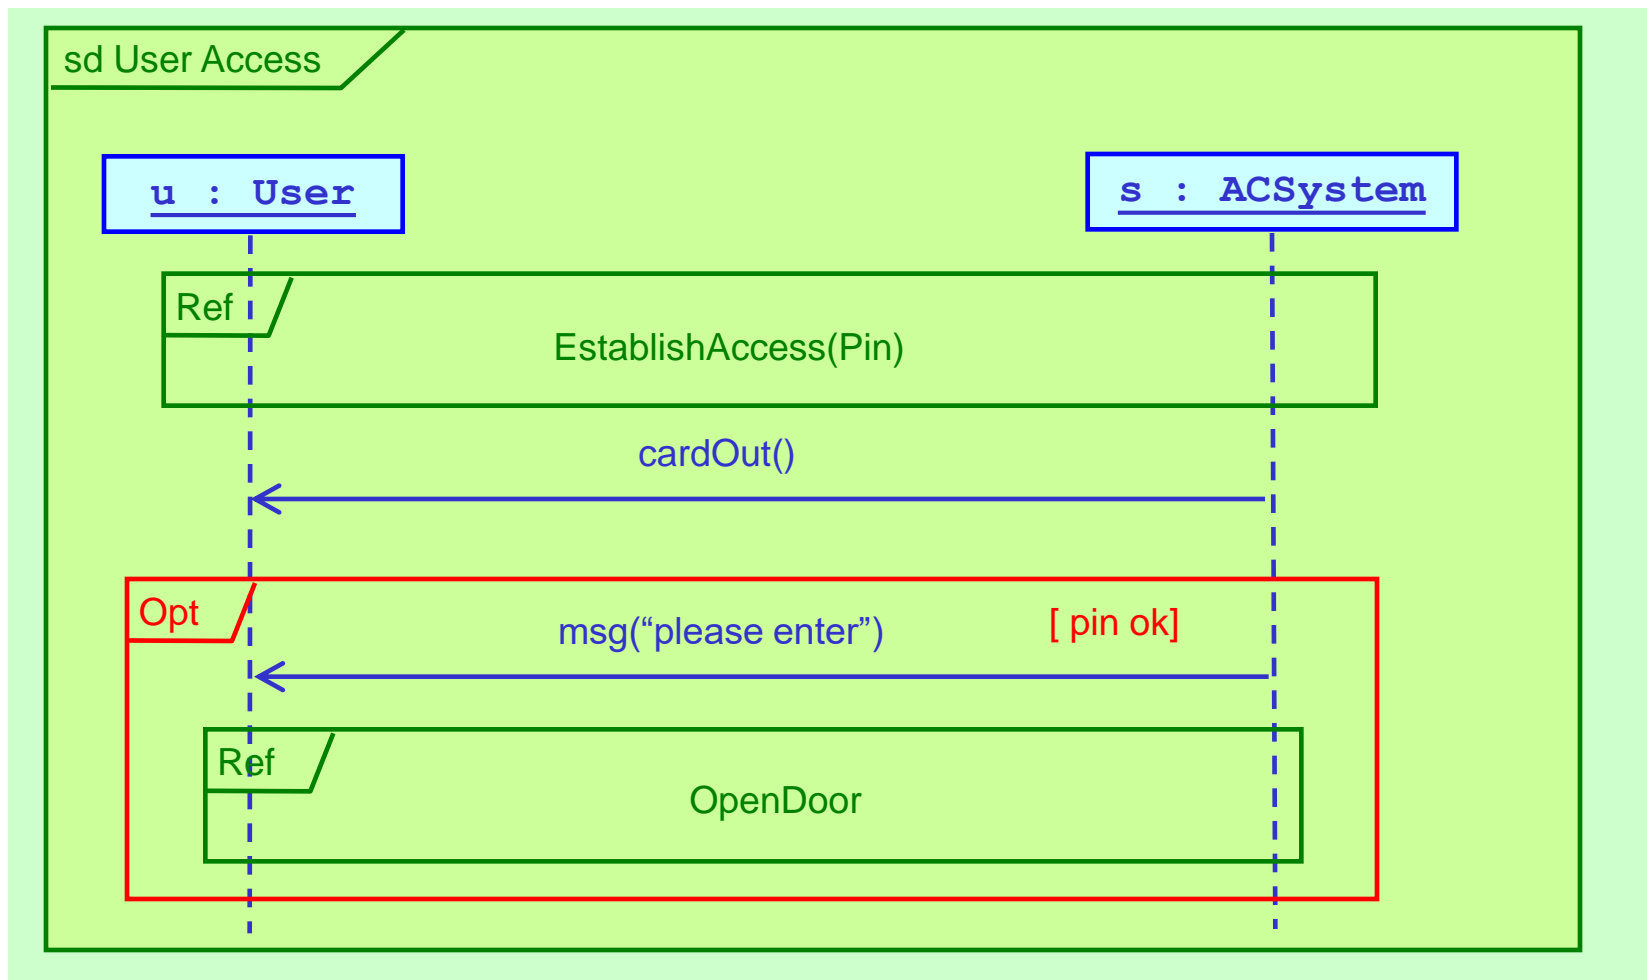 sd User Access
u : User
s : ACSystem
Ref
EstablishAccess(Pin)
cardOut()
Opt
msg(“please enter”)
[ pin ok]
Ref
OpenDoor